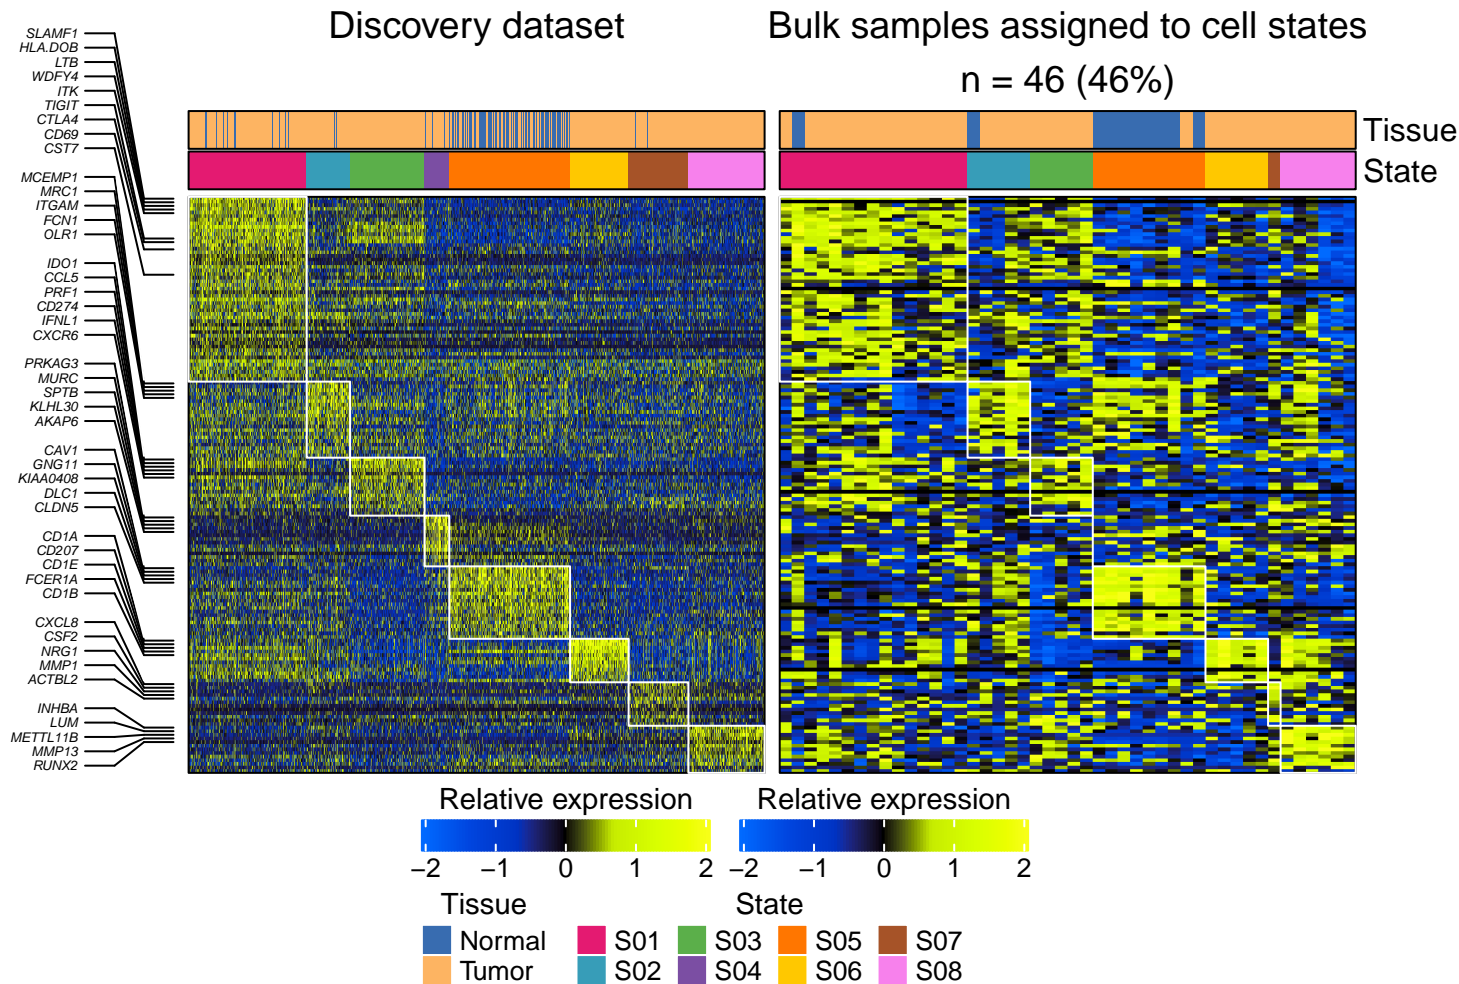 Discovery dataset
Bulk samples assigned to cell states
n = 46 (46%)
Tissue
State
SLAMF1
HLA.DOB
LTB
WDFY4
ITK
TIGIT
CTLA4
CD69
CST7
MCEMP1
MRC1
ITGAM
FCN1
OLR1
IDO1
CCL5
PRF1
CD274
IFNL1
CXCR6
PRKAG3
MURC
SPTB
KLHL30
AKAP6
CAV1
GNG11
KIAA0408
DLC1
CLDN5
CD1A
CD207
CD1E
FCER1A
CD1B
CXCL8
CSF2
NRG1
MMP1
ACTBL2
INHBA
LUM
METTL11B
MMP13
RUNX2
Relative expression Relative expression
−2 −1 0 1 2 −2 −1 0 1 2
Tissue State
Normal S01 S03 S05 S07
Tumor S02 S04 S06 S08